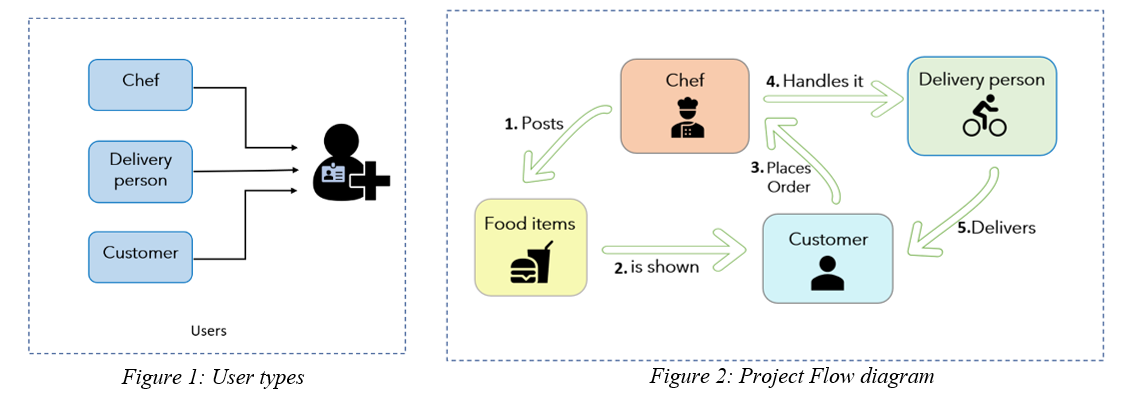 Chef
Delivery
person
Customer
Users
Figure 1: User types
Chef
4. Handles it
Delivery person
1. Posts
3. Places
Order
Food items
2. is shown
Customer
5.Delivers
Figure 2: Project Flow diagram